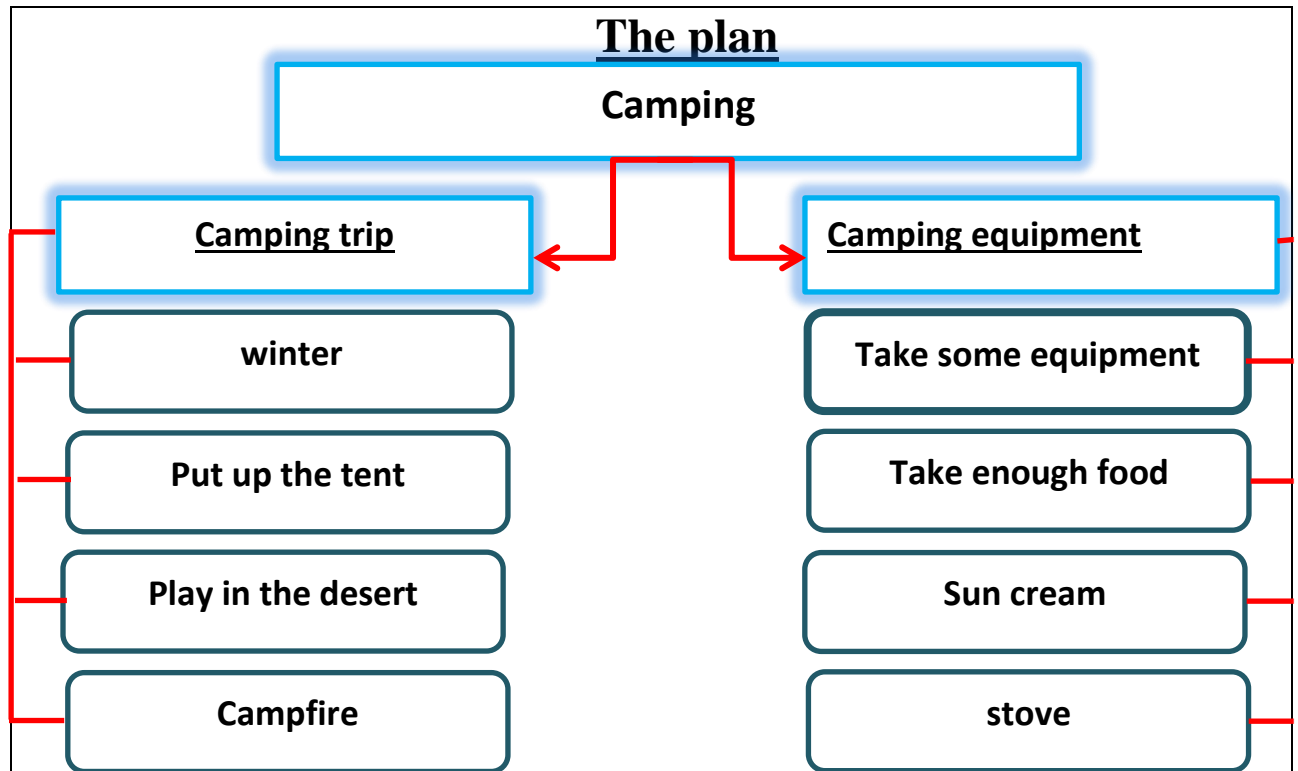 The plan
Camping
Camping trip
winter
Put up the tent
Play in the desert
Campfire
Camping equipment
Take some equipment
Take enough food
Sun cream
stove